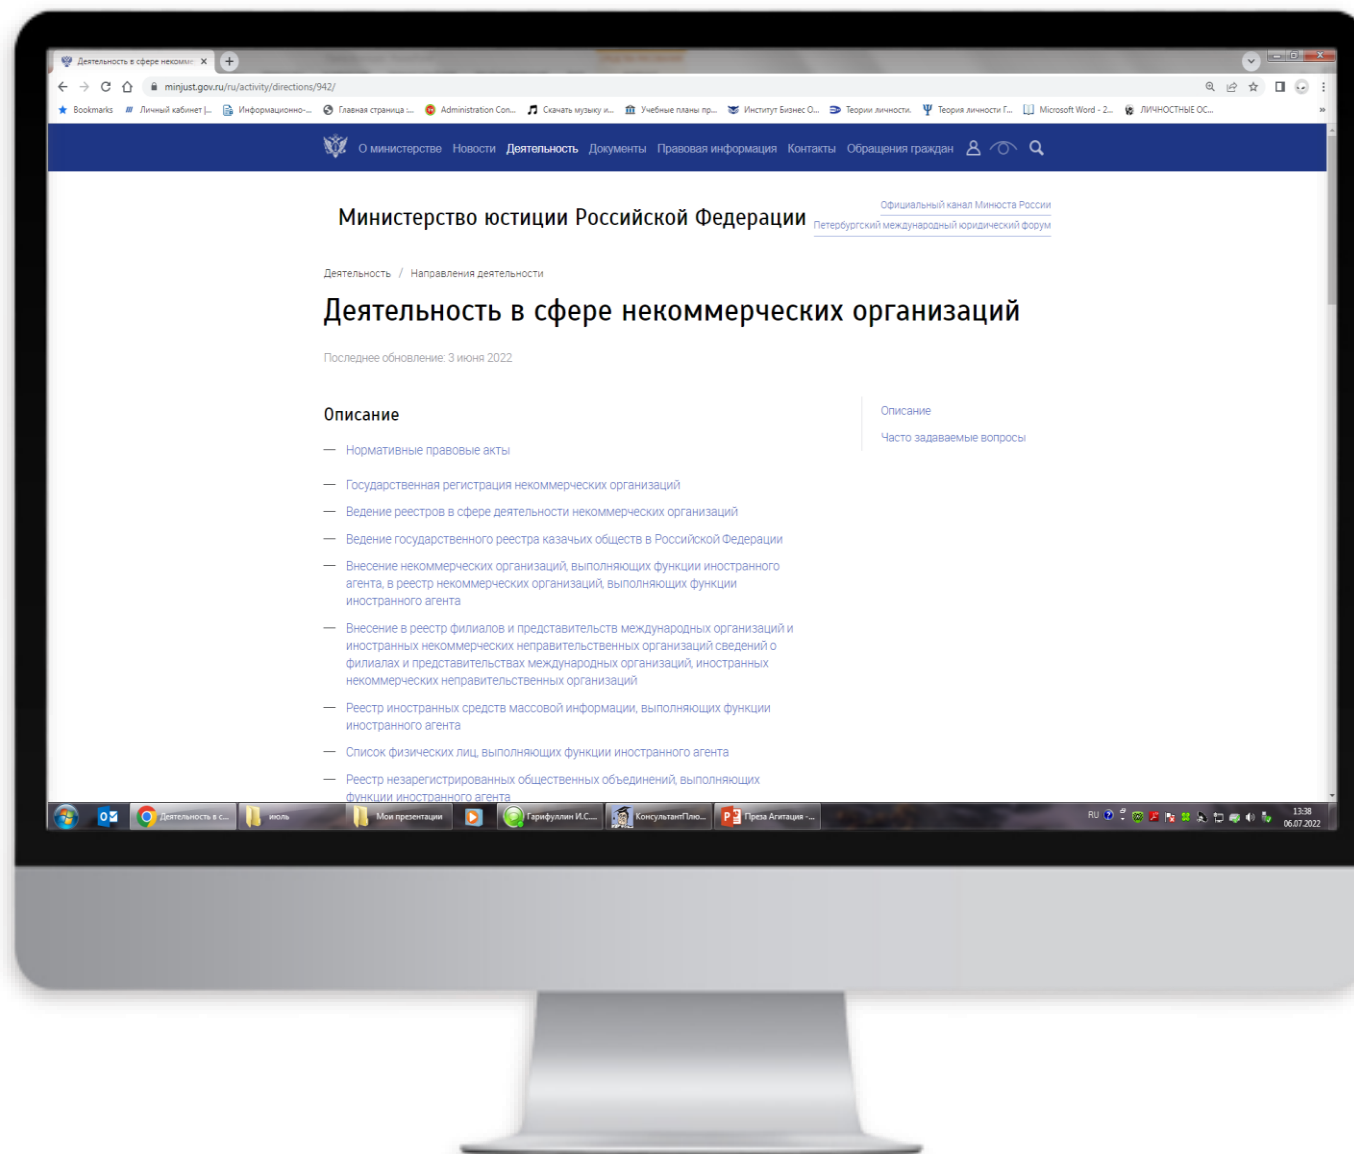 Деятельность в сфере некомме
minjust.gov.ru/ru/activity/directions/942/
Bookmarks Личный кабинет |... Информационно-... Главная страница :... Administration Con... Скачать музыку и... Учебные планы пр... Институт Бизнес О... Теории личности. Теория личности Г... Microsoft Word - 2... ЛИЧНОСТНЫЕ ОС... »
О министерстве Новости Деятельность Документы Правовая информация Контакты Обращения граждан
Министерство юстиции Российской Федерации
Официальный канал Минюста России
Петербургский международный юридический форум
Деятельность / Направления деятельности
Деятельность в сфере некоммерческих организаций
Последнее обновление: 3 июня 2022
Описание
— Нормативные правовые акты
— Государственная регистрация некоммерческих организаций
— Ведение реестров в сфере деятельности некоммерческих организаций
— Ведение государственного реестра казачьих обществ в Российской Федерации
— Внесение некоммерческих организаций, выполняющих функции иностранного
агента, в реестр некоммерческих организаций, выполняющих функции
иностранного агента
— Внесение в реестр филиалов и представительств международных организаций и
иностранных некоммерческих неправительственных организаций сведений о
филиалах и представительствах международных организаций, иностранных
некоммерческих неправительственных организаций
— Реестр иностранных средств массовой информации, выполняющих функции
иностранного агента
— Список физических лиц, выполняющих функции иностранного агента
— Реестр незарегистрированных общественных объединений, выполняющих
функции иностранного агента
Описание
Часто задаваемые вопросы
Деятельность в с... июль Мои презентации Гарифуллин И.С.... КонсультантПлю... Преза Агитация -... RU 13:38
06.07.2022